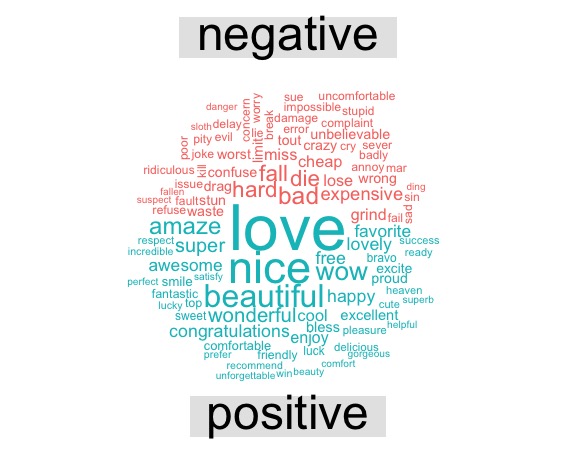 negative
sue uncomfortable
danger concern worry impossible stupid
sloth delay break damage complaint
poor pity evil limit error unbelievable
joke worst miss tout crazy cry sever
ridiculous kill confuse cheap badly
issue drag fall die lose annoy mar
fallen wrong
suspect fault stun hard bad expensive sin ding
refuse waste grind fail sad
amaze love favorite
respect super lovely success
incredible nice free bravo ready
awesome wow excite
perfect smile satisfy proud
fantastic beautiful happy heaven
lucky top cute superb
sweet wonderful cool excellent
congratulations bless pleasure helpful
enjoy
comfortable luck delicious
prefer friendly gorgeous
recommend comfort
unforgettable win beauty
positive